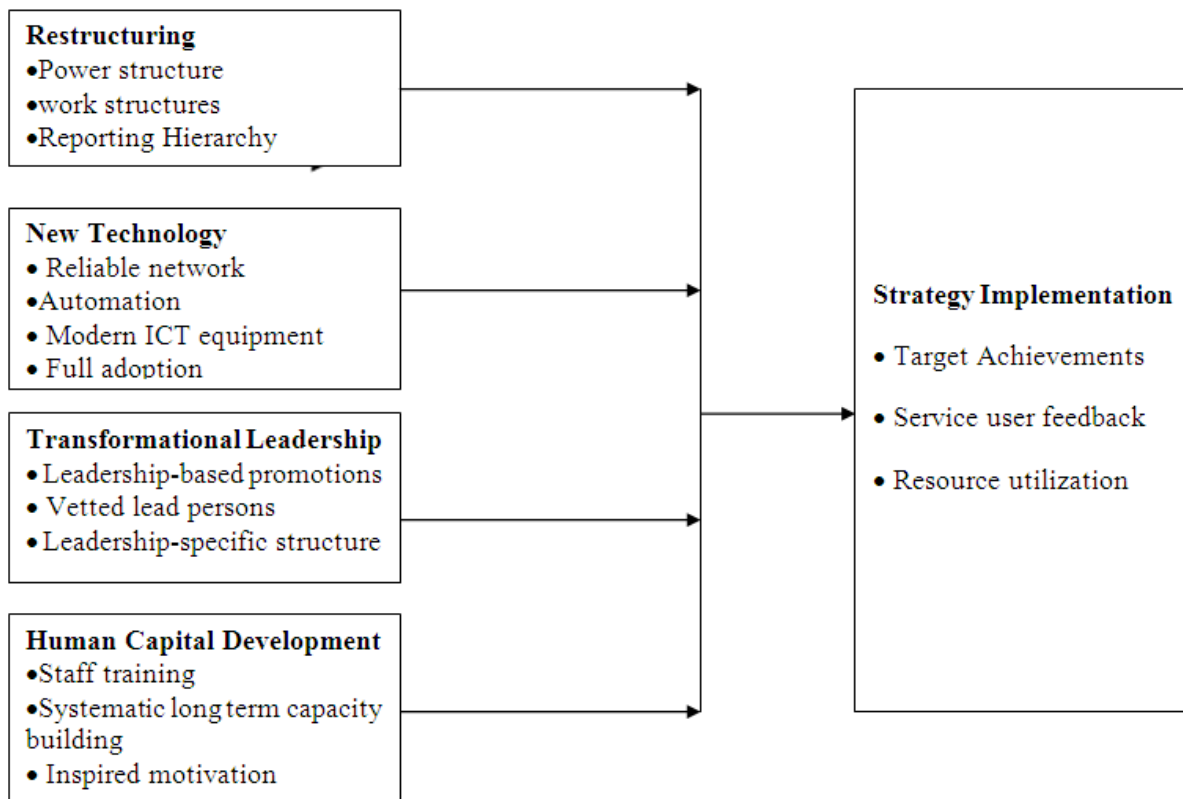 Restructuring
•Power structure
•work structures
•Reporting Hierarchy
New Technology
• Reliable network
•Automation
• Modern ICT equipment
• Full adoption
Transformational Leadership
• Leadership-based promotions
• Vetted lead persons
• Leadership-specific structure
Human Capital Development
•Staff training
•Systematic long term capacity
building
• Inspired motivation
Strategy Implementation
• Target Achievements
• Service user feedback
• Resource utilization